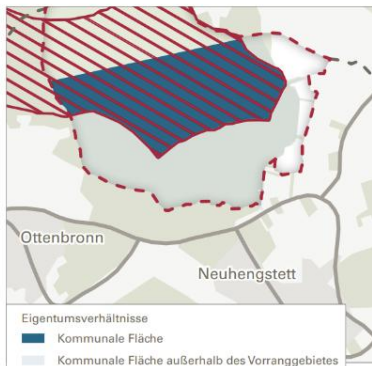 Ottenbronn
Neuhengstett
Eigentumsverhältnisse
Kommunale Fläche
Kommunale Fläche außerhalb des Vorranggebietes